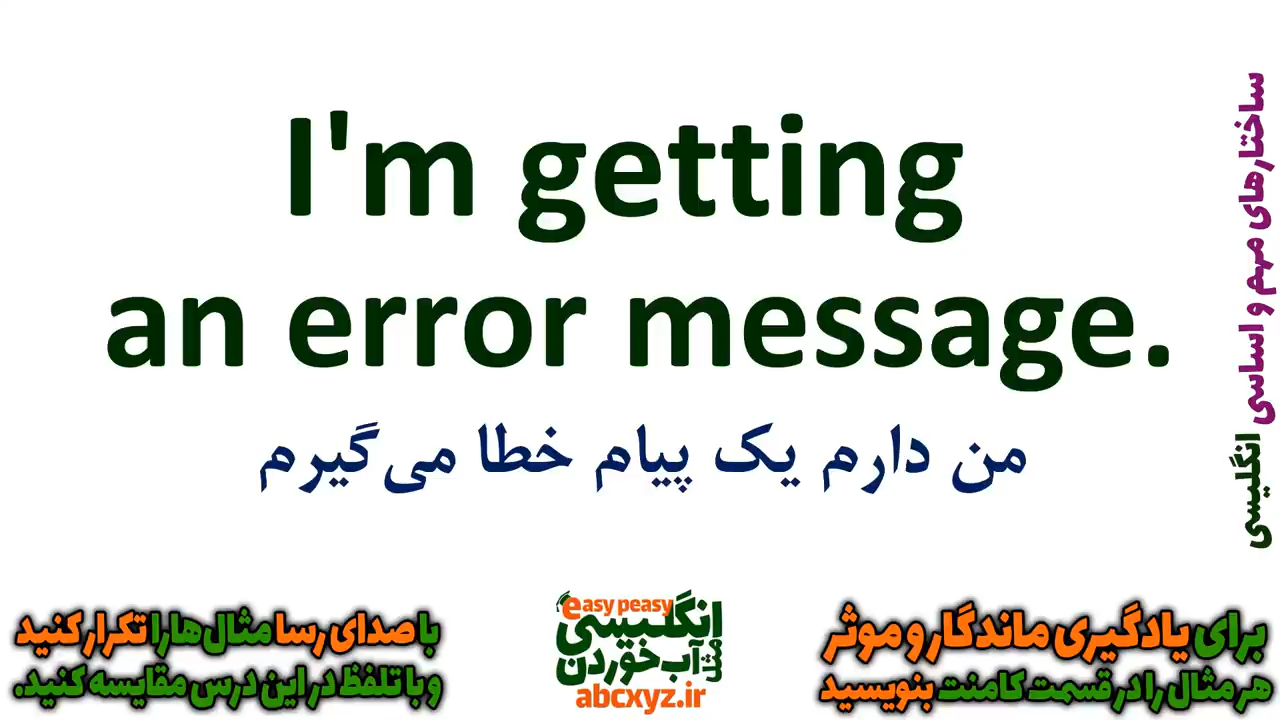 I'm getting
an error message.
من دارم یک پیام خطا می‌گیرم
ساختارهای مهم و اساسی انگلیسی
برای یادگیری ماندگار و موثر
هر مثال را در قسمت کامنت بنویسید
easy peasy
انگلیسی
مثل
آب خوردن
abcxyz.ir
با صدای رسا مثال‌ها را تکرار کنید
و با تلفظ در این درس مقایسه کنید.